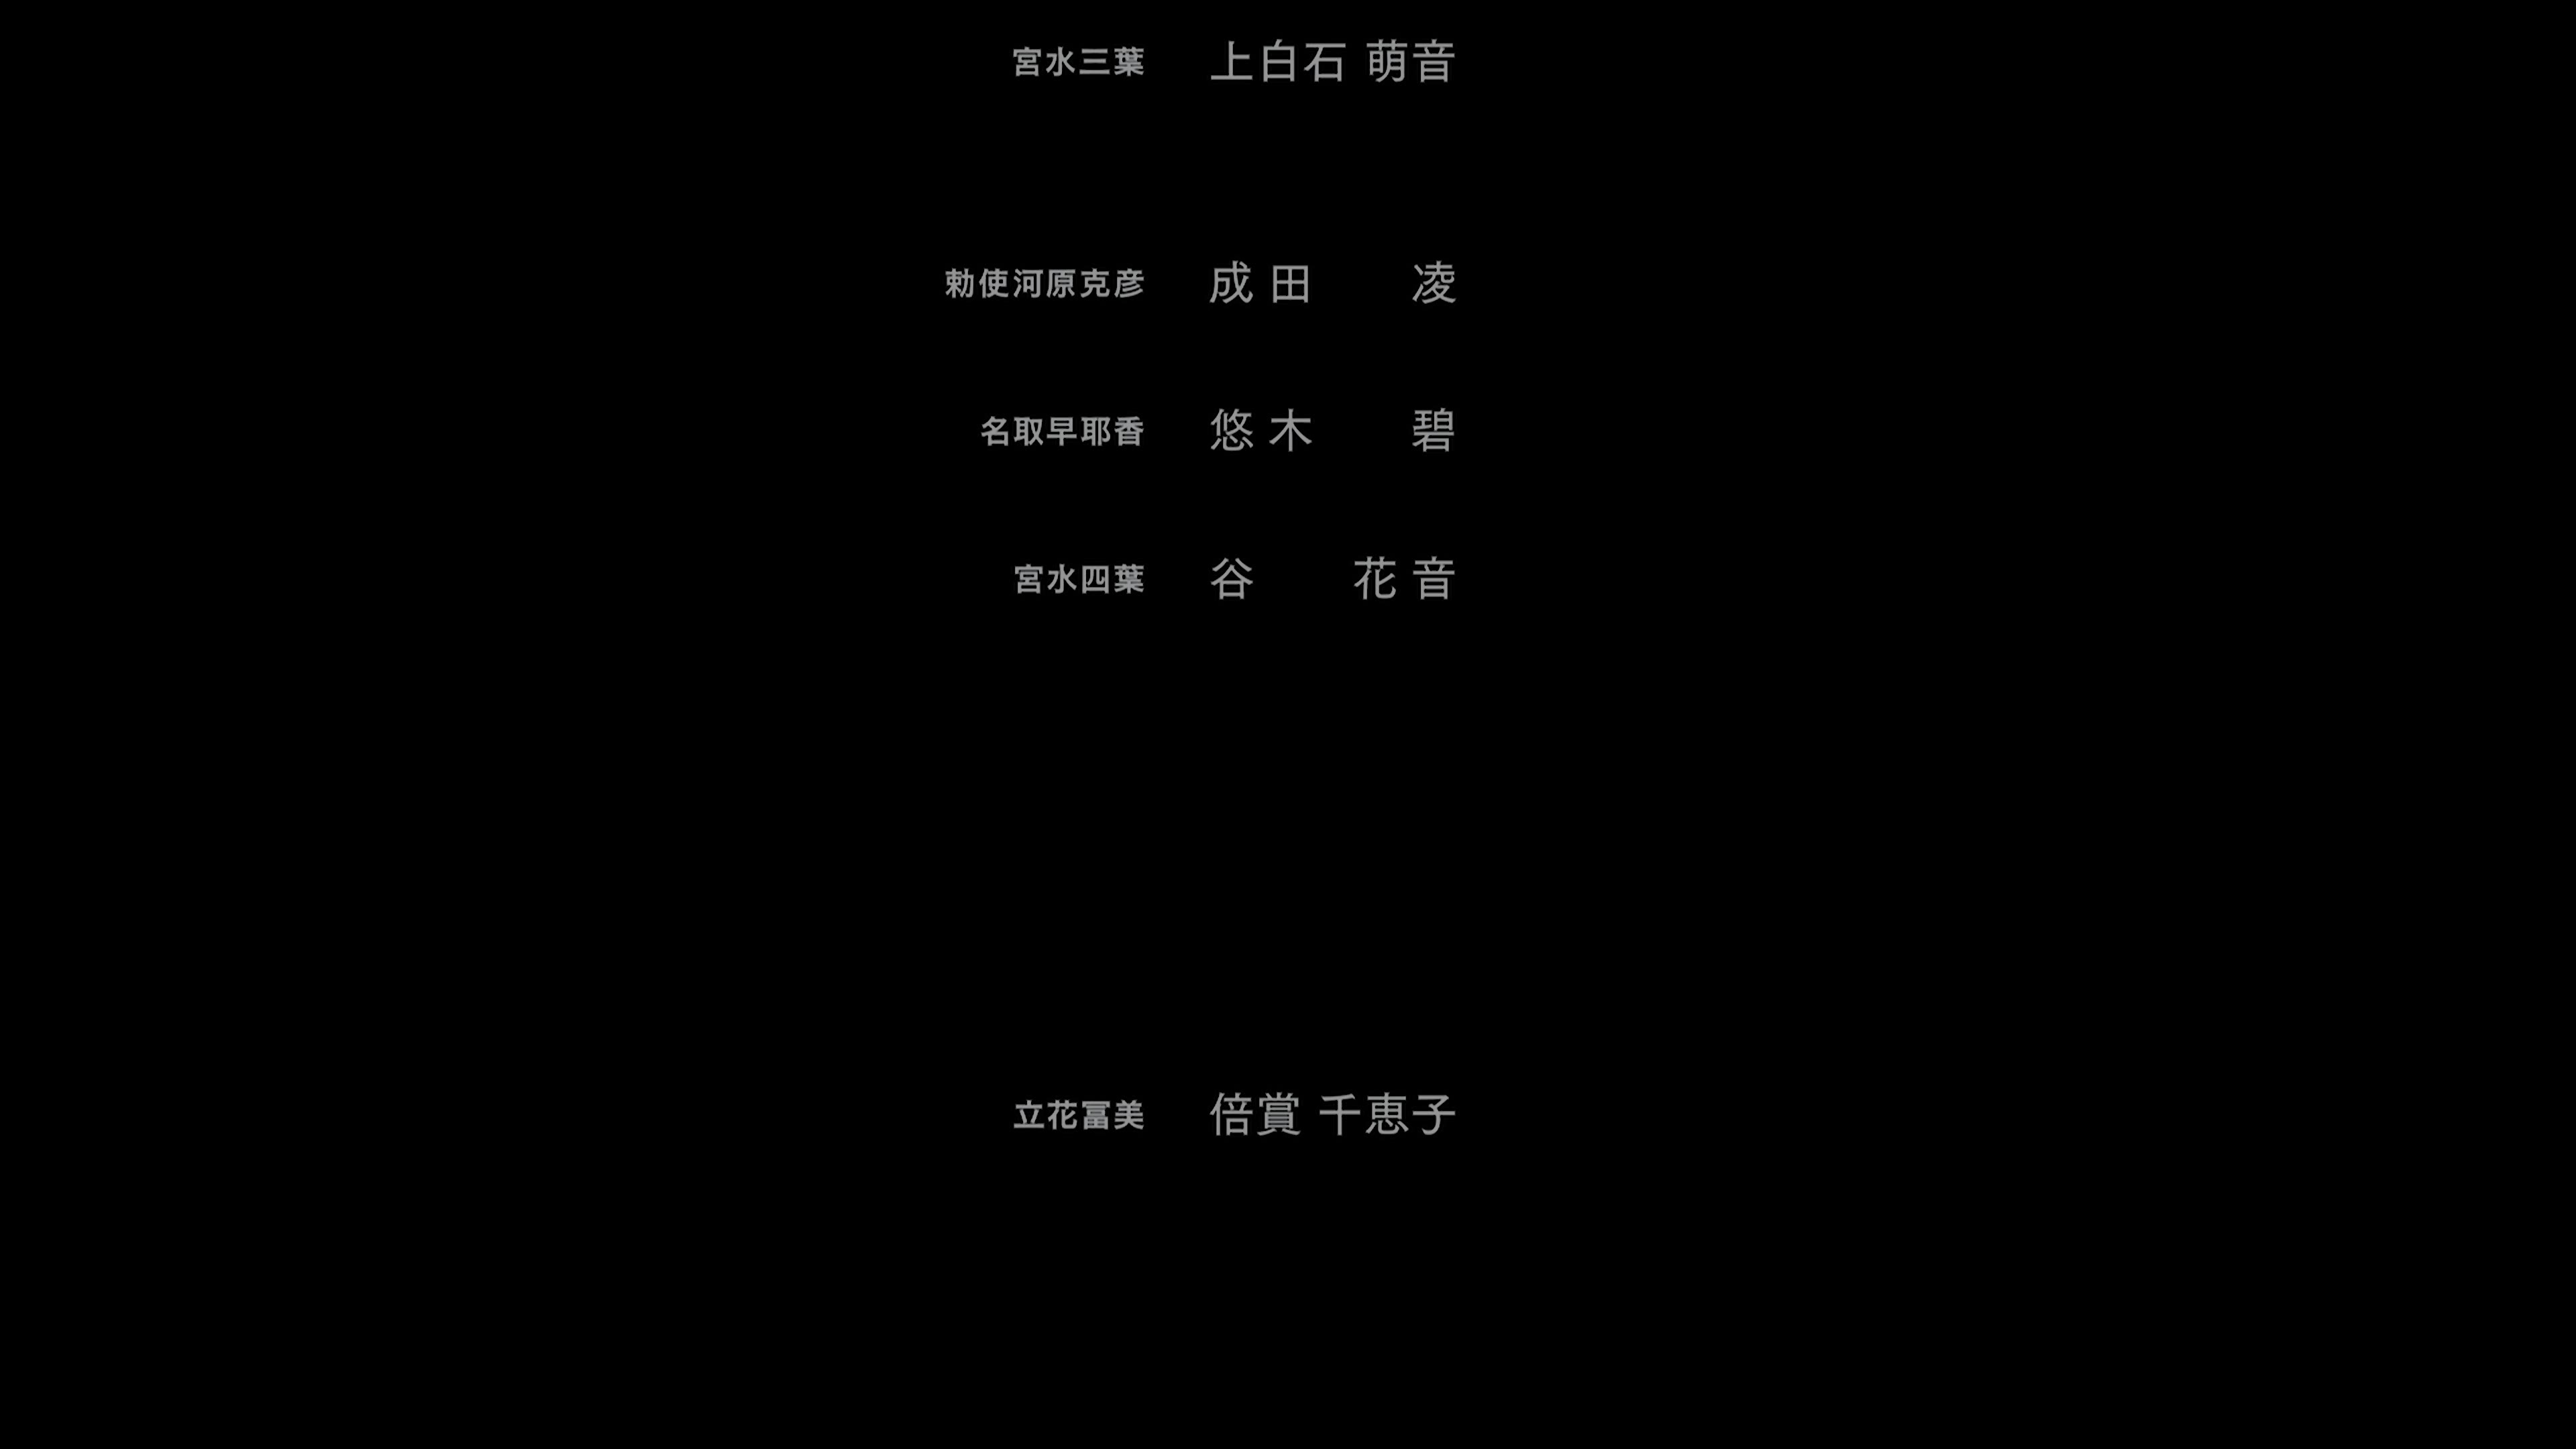 宮水三葉 上白石 萌音
勅使河原克彦 成田 凌
名取早耶香 悠木 碧
宮水四葉 谷 花音
立花冨美 倍賞 千恵子